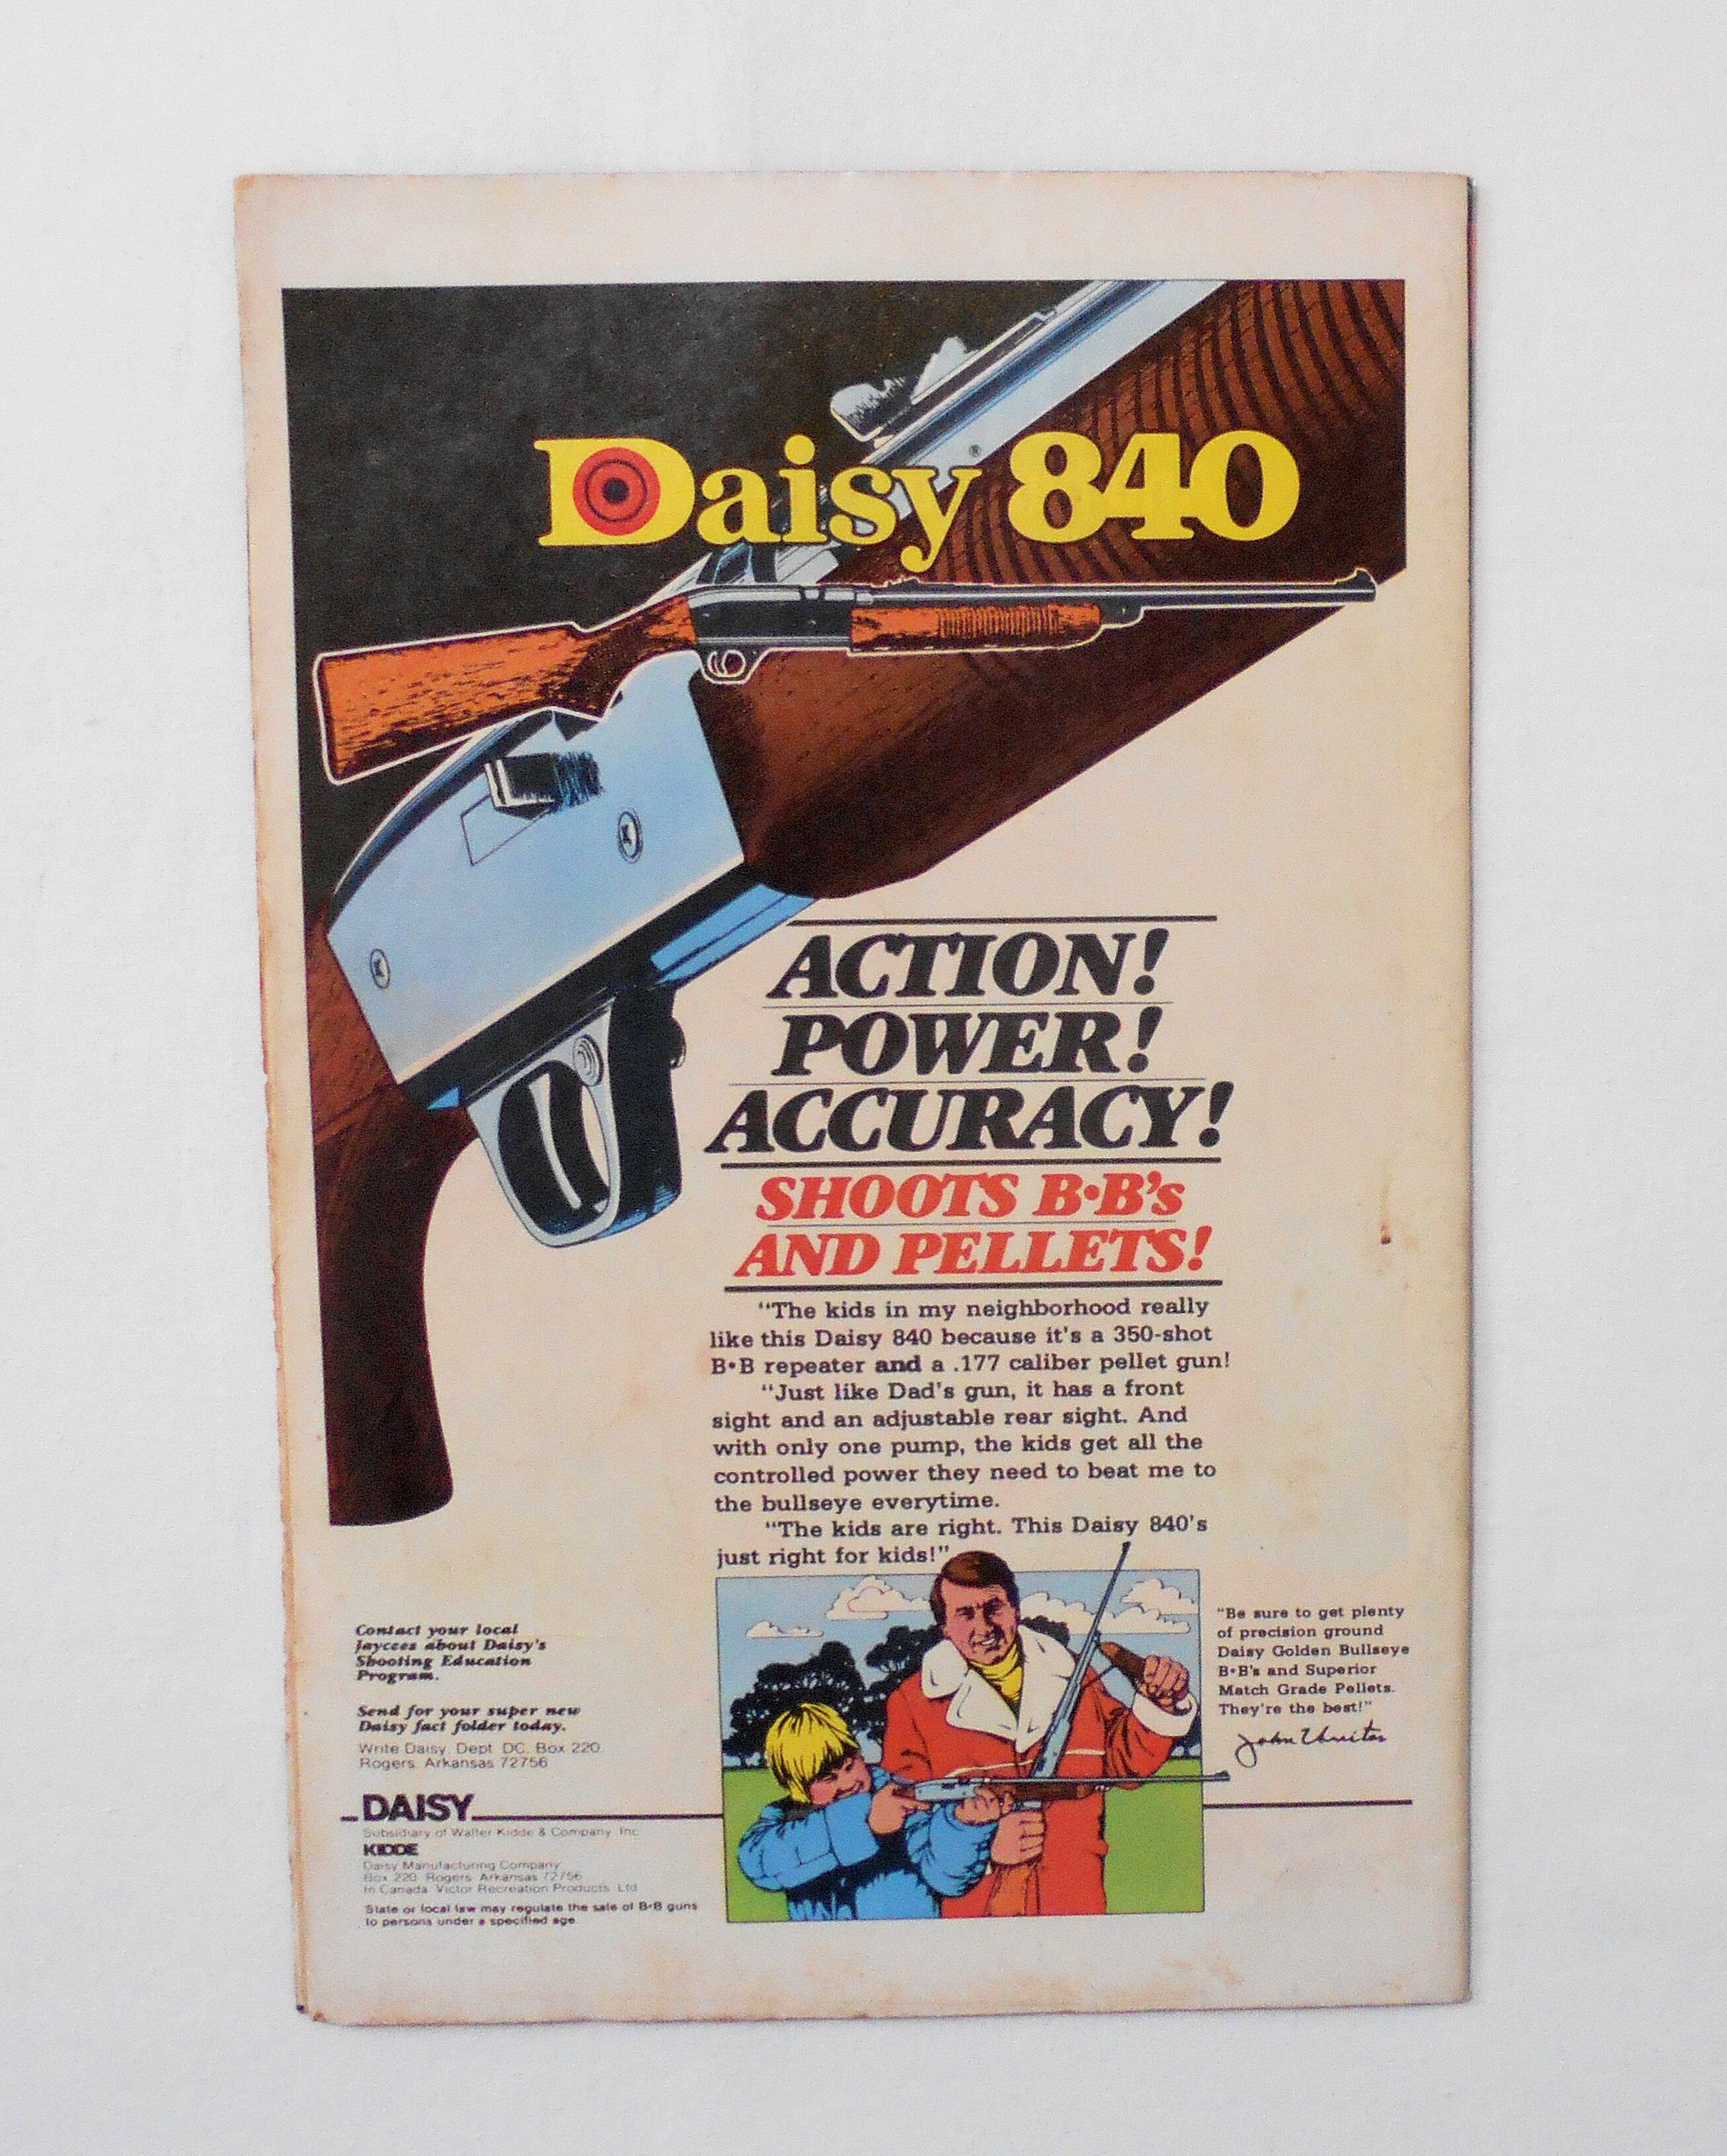 Daisy® 840
ACTION!
POWER!
ACCURACY!
SHOOTS B•B's
AND PELLETS!
"The kids in my neighborhood really
like this Daisy 840 because it's a 350-shot
B•B repeater and a .177 caliber pellet gun!
"Just like Dad's gun, it has a front
sight and an adjustable rear sight. And
with only one pump, the kids get all the
controlled power they need to beat me to
the bullseye everytime.
"The kids are right. This Daisy 840's
just right for kids!"
"Be sure to get plenty
of precision ground
Daisy Golden Bullseye
B•B's and Superior
Match Grade Pellets.
They're the best!"
John Unitas
Contact your local
Jaycees about Daisy's
Shooting Education
Program.
Send for your super new
Daisy fact folder today.
Write Daisy, Dept. DC, Box 220
Rogers, Arkansas 72756
DAISY
Subsidiary of Walter Kidde & Company, Inc.
KIDDE
Daisy Manufacturing Company
Box 220, Rogers, Arkansas 72756
In Canada: Victor Recreation Products, Ltd.
State or local law may regulate the sale of B•B guns
to persons under a specified age.